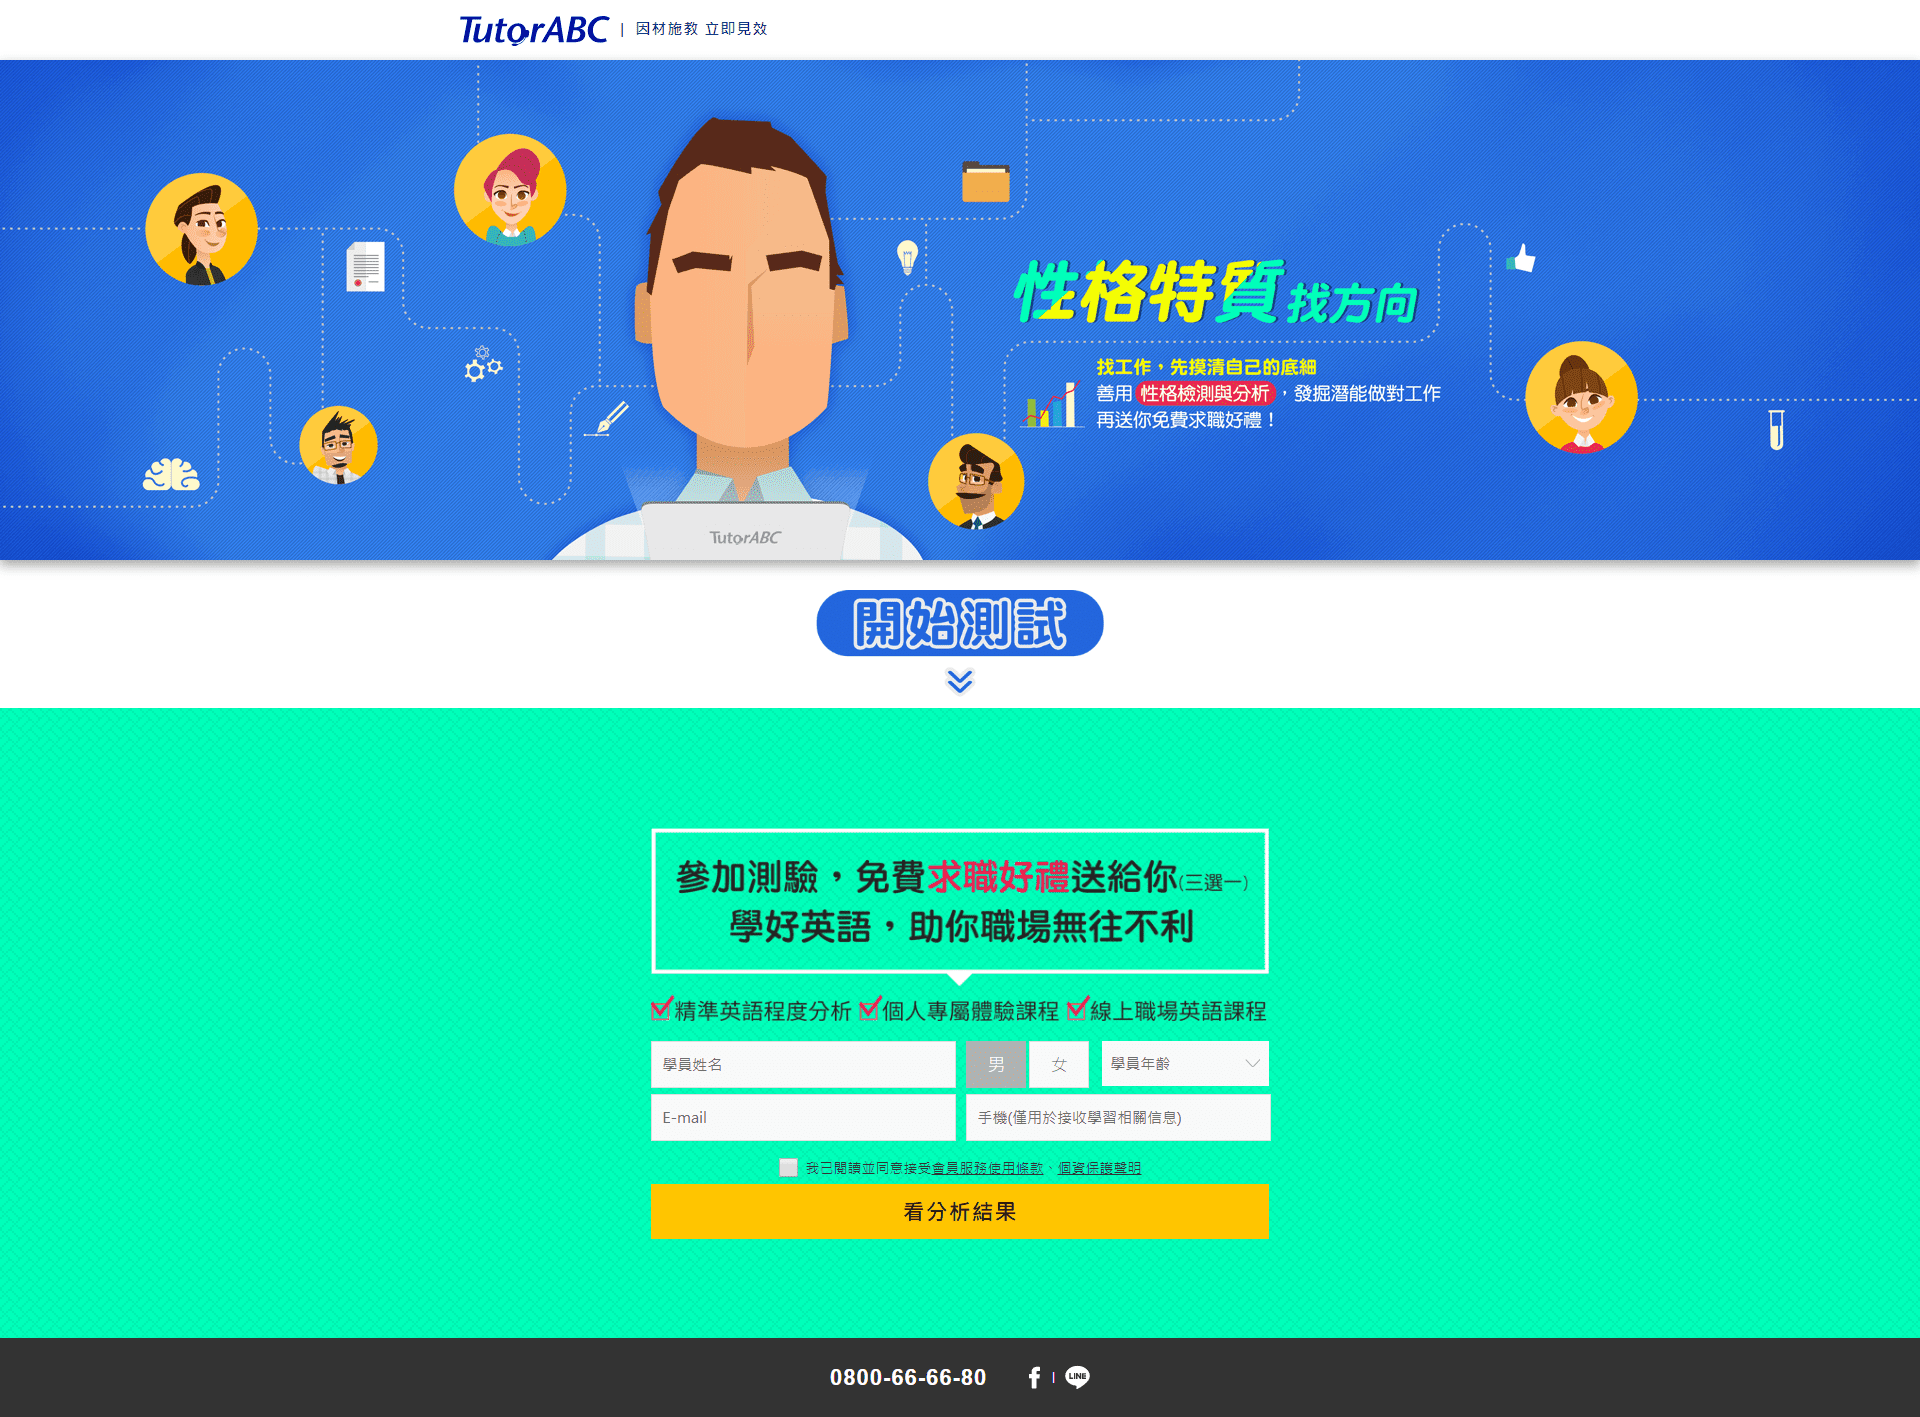 TutorABC | 因材施教 立即見效
性格特質找方向
找工作，先摸清自己的底細
善用 性格檢測與分析，發掘潛能做對工作
再送你免費求職好禮！
TutorABC
開始測試
參加測驗，免費求職好禮送給你(三選一)
學好英語，助你職場無往不利
精準英語程度分析 個人專屬體驗課程 線上職場英語課程
學員姓名 男 女 學員年齡
E-mail 手機(僅用於接收學習相關信息)
我已閱讀並同意接受會員服務使用條款、個資保護聲明
看分析結果
0800-66-66-80 LINE